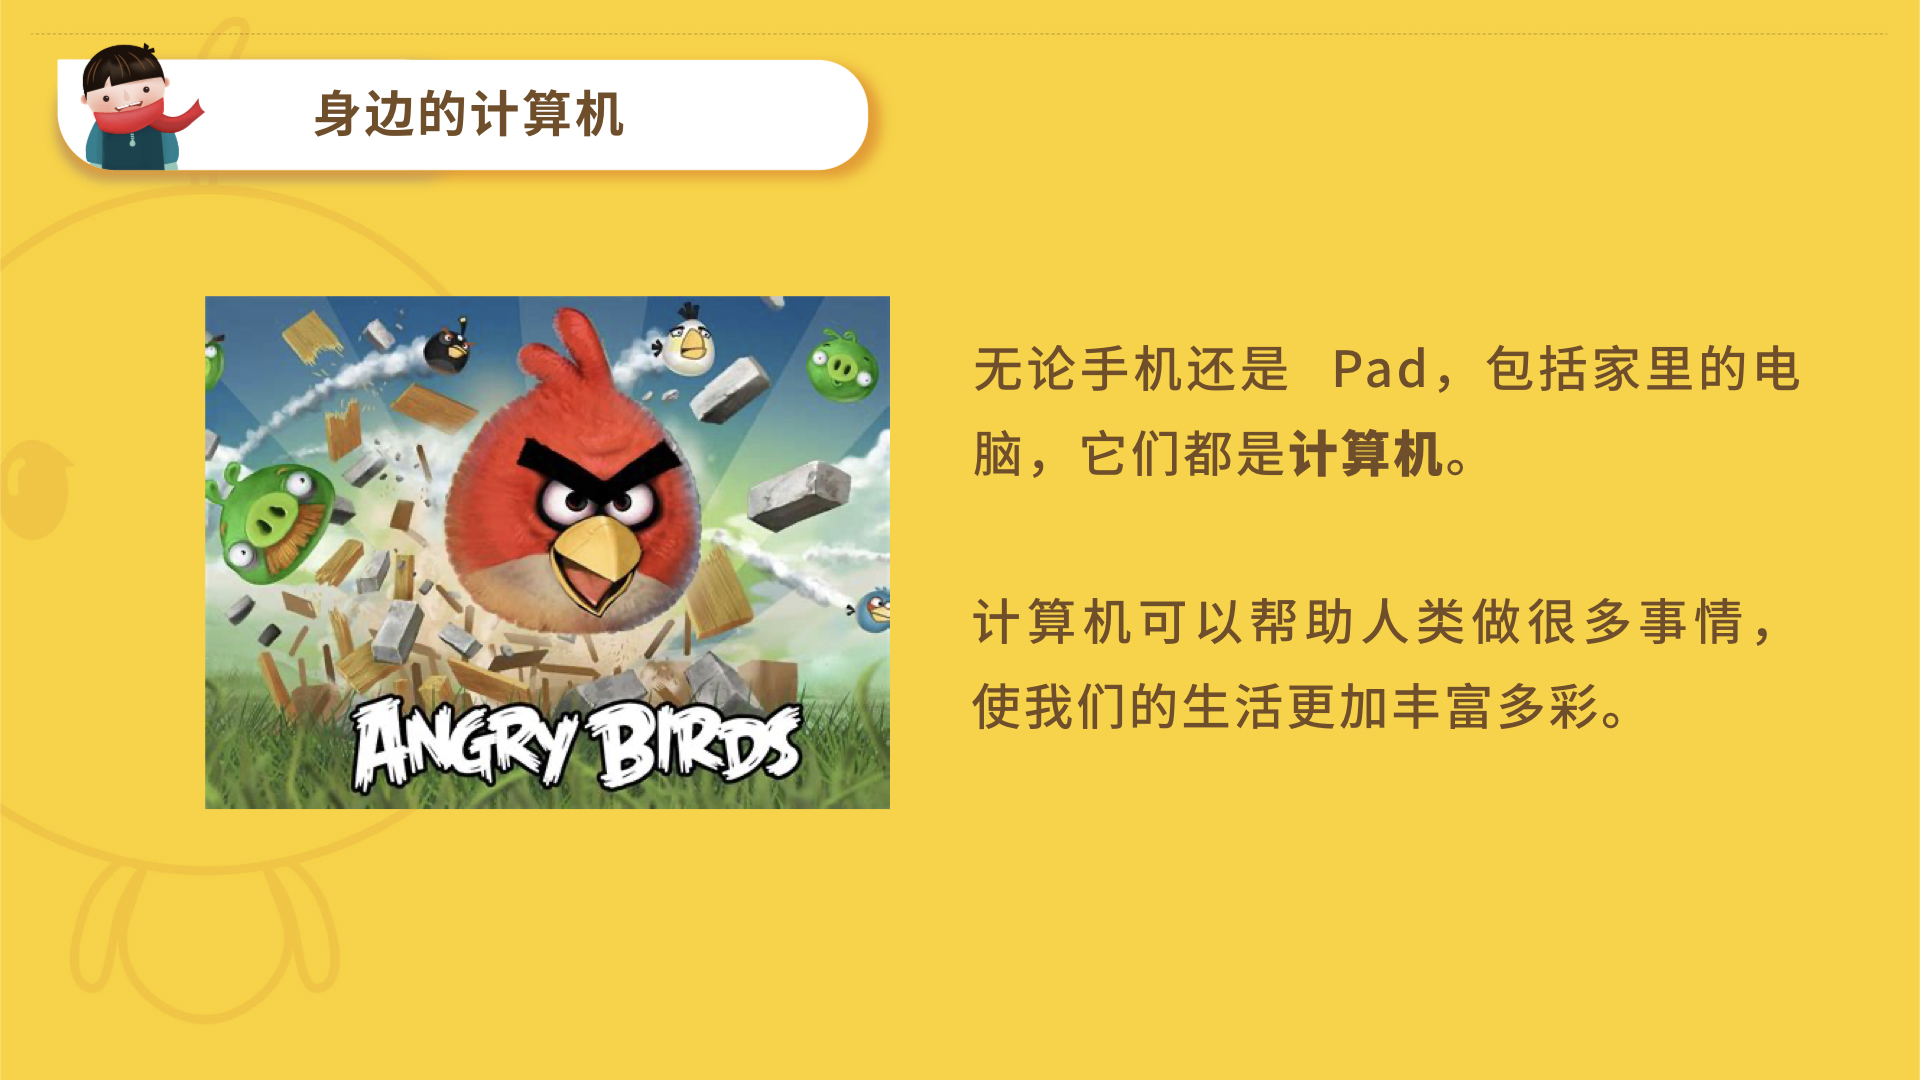 身边的计算机
无论手机还是 Pad，包括家里的电
脑，它们都是计算机。
计算机可以帮助人类做很多事情，
使我们的生活更加丰富多彩。
ANGRY BIRDS